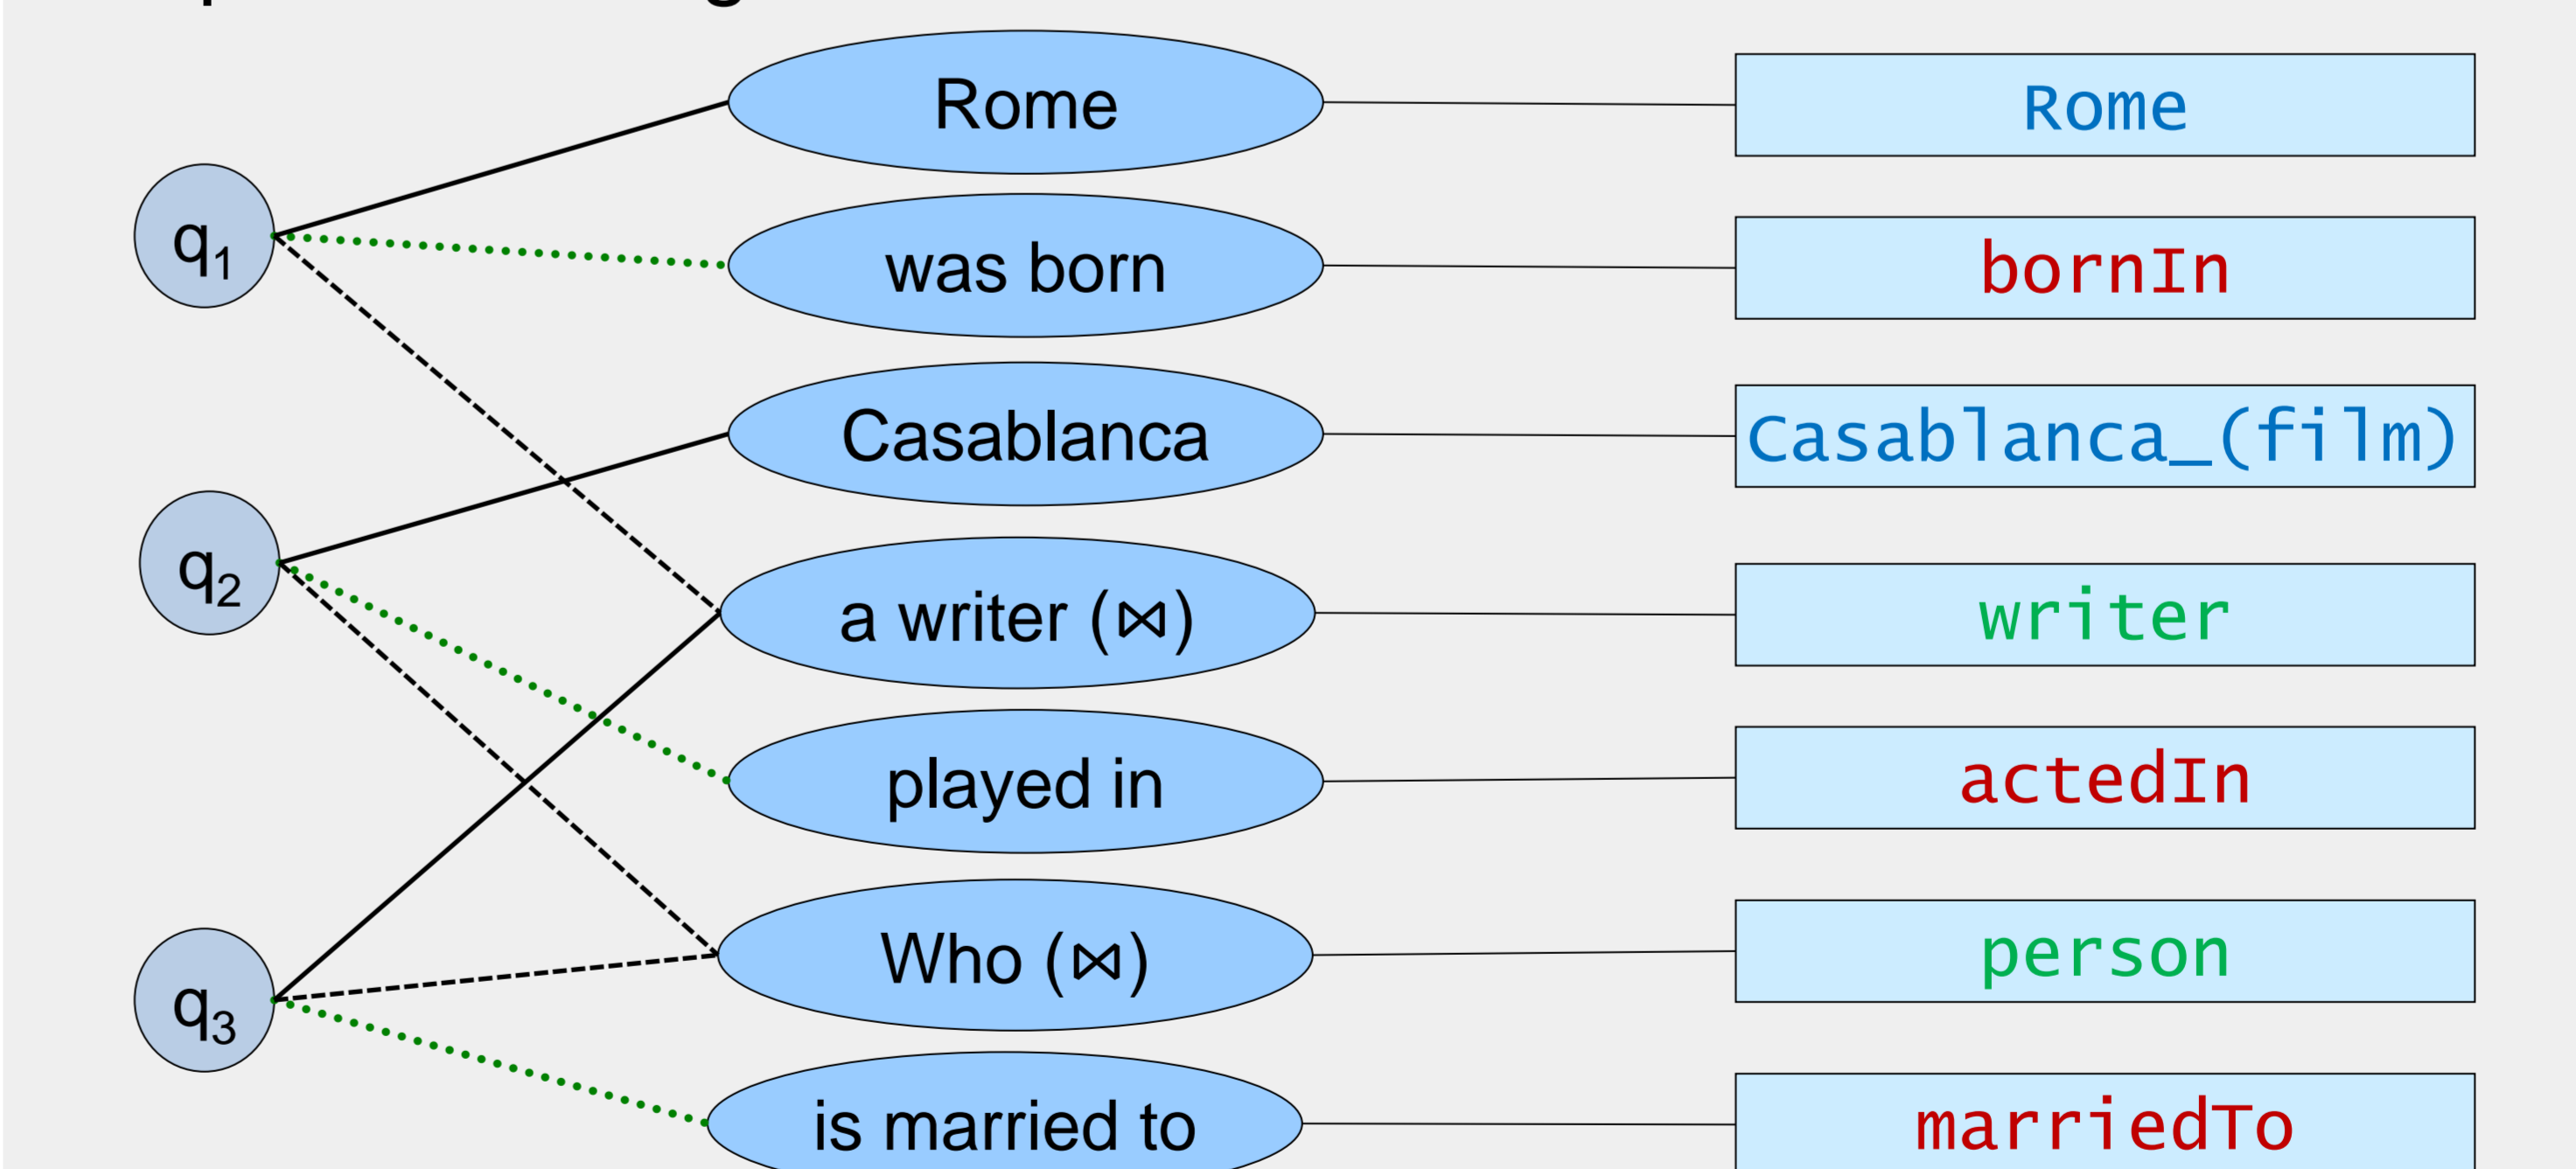 Rome Rome
q1
was born bornIn
Casablanca Casablanca_(film)
q2
a writer (⋈) writer
played in actedIn
Who (⋈) person
q3
is married to marriedTo